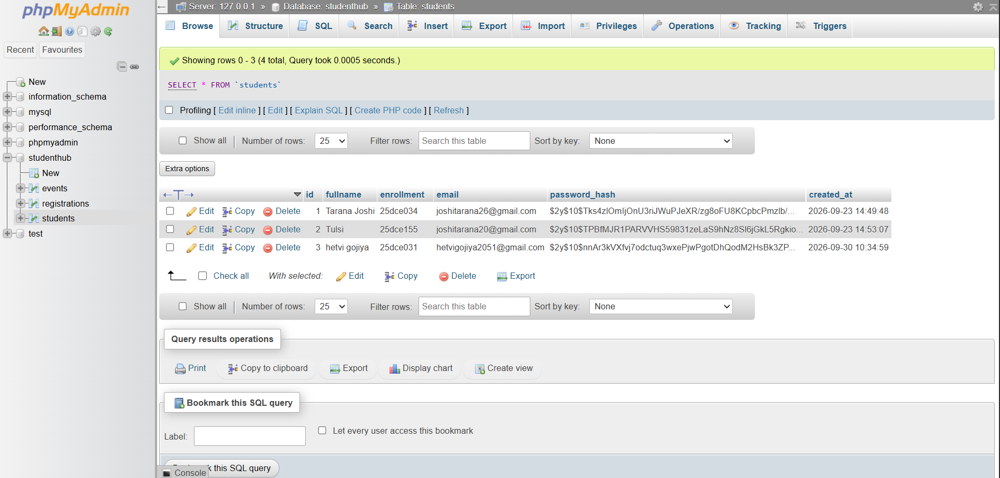 phpMyAdmin
Recent Favourites
New
information_schema
mysql
performance_schema
phpmyadmin
studenthub
New
events
registrations
students
test
Server: 127.0.0.1 » Database: studenthub » Table: students
Browse Structure SQL Search Insert Export Import Privileges Operations Tracking Triggers
Showing rows 0 - 3 (4 total, Query took 0.0005 seconds.)
SELECT * FROM `students`
Profiling [ Edit inline ] [ Edit ] [ Explain SQL ] [ Create PHP code ] [ Refresh ]
Show all Number of rows: 25 Filter rows: Search this table Sort by key: None
Extra options
id fullname enrollment email password_hash created_at
Edit Copy Delete 1 Tarana Joshi 25dce034 joshitarana26@gmail.com $2y$10$Tks4zlOmIjOnU3riJWuPJeXR/zg8oFU8KCpbcPmzlb/... 2026-09-23 14:49:48
Edit Copy Delete 2 Tulsi 25dce155 joshitarana20@gmail.com $2y$10$TPBfMJR1PARVVHS59831zeLaS9hNz8Sl6jGkL5Rgkio... 2026-09-23 14:53:07
Edit Copy Delete 3 hetvi gojiya 25dce031 hetvigojiya2051@gmail.com $2y$10$nnAr3kVXfvj7odctuq3wxePjwPgotDhQodM2HsBk3ZP... 2026-09-30 10:34:59
Check all With selected: Edit Copy Delete Export
Show all Number of rows: 25 Filter rows: Search this table Sort by key: None
Query results operations
Print Copy to clipboard Export Display chart Create view
Bookmark this SQL query
Label: Let every user access this bookmark
this SQL query
Console